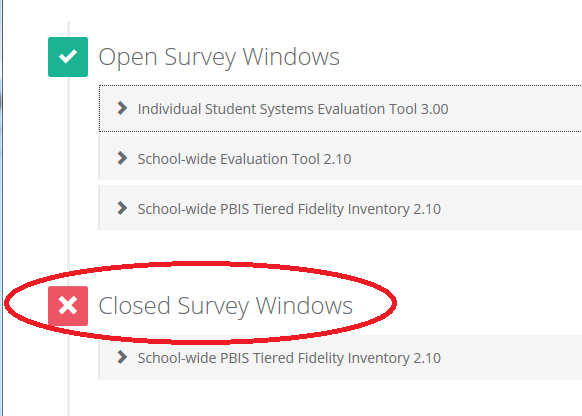 Open Survey Windows
Individual Student Systems Evaluation Tool 3.00
School-wide Evaluation Tool 2.10
School-wide PBIS Tiered Fidelity Inventory 2.10
Closed Survey Windows
School-wide PBIS Tiered Fidelity Inventory 2.10